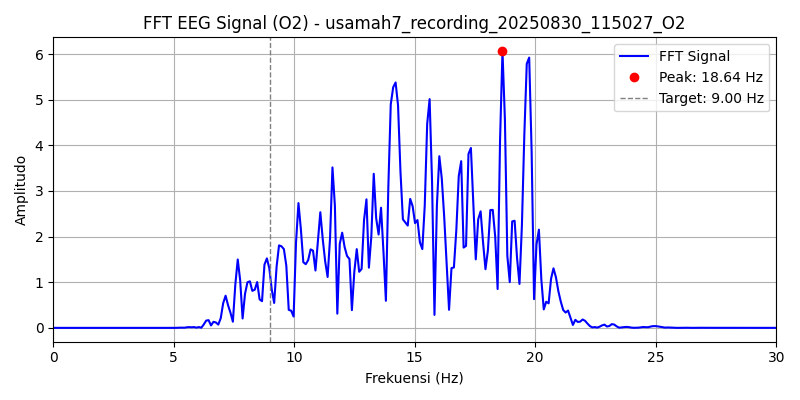 FFT EEG Signal (O2) - usamah7_recording_20250830_115027_O2
FFT Signal
Peak: 18.64 Hz
Target: 9.00 Hz
Amplitudo
6
5
4
3
2
1
0
0 5 10 15 20 25 30
Frekuensi (Hz)